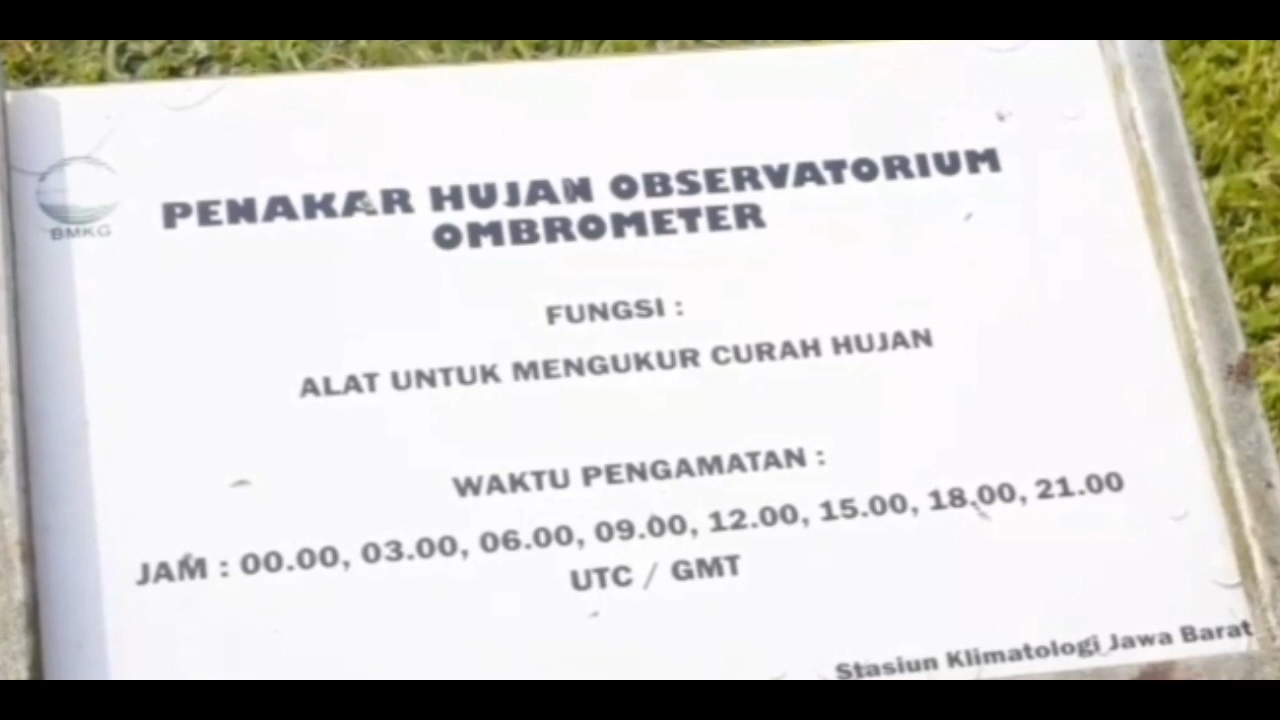 BMKG
PENAKAR HUJAN OBSERVATORIUM
OMBROMETER
FUNGSI :
ALAT UNTUK MENGUKUR CURAH HUJAN
WAKTU PENGAMATAN :
JAM : 00.00, 03.00, 06.00, 09.00, 12.00, 15.00, 18.00, 21.00
UTC / GMT
Stasiun Klimatologi Jawa Barat